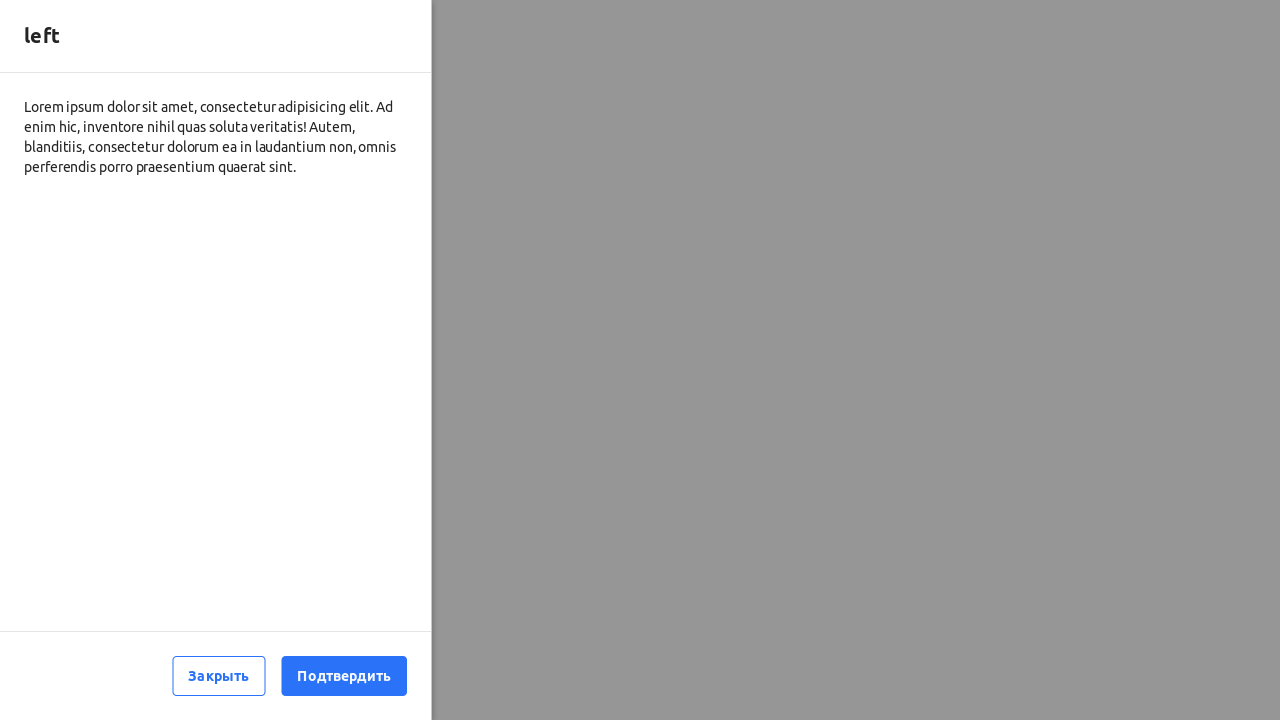 left
Lorem ipsum dolor sit amet, consectetur adipisicing elit. Ad
enim hic, inventore nihil quas soluta veritatis! Autem,
blanditiis, consectetur dolorum ea in laudantium non, omnis
perferendis porro praesentium quaerat sint.
Закрыть
Подтвердить